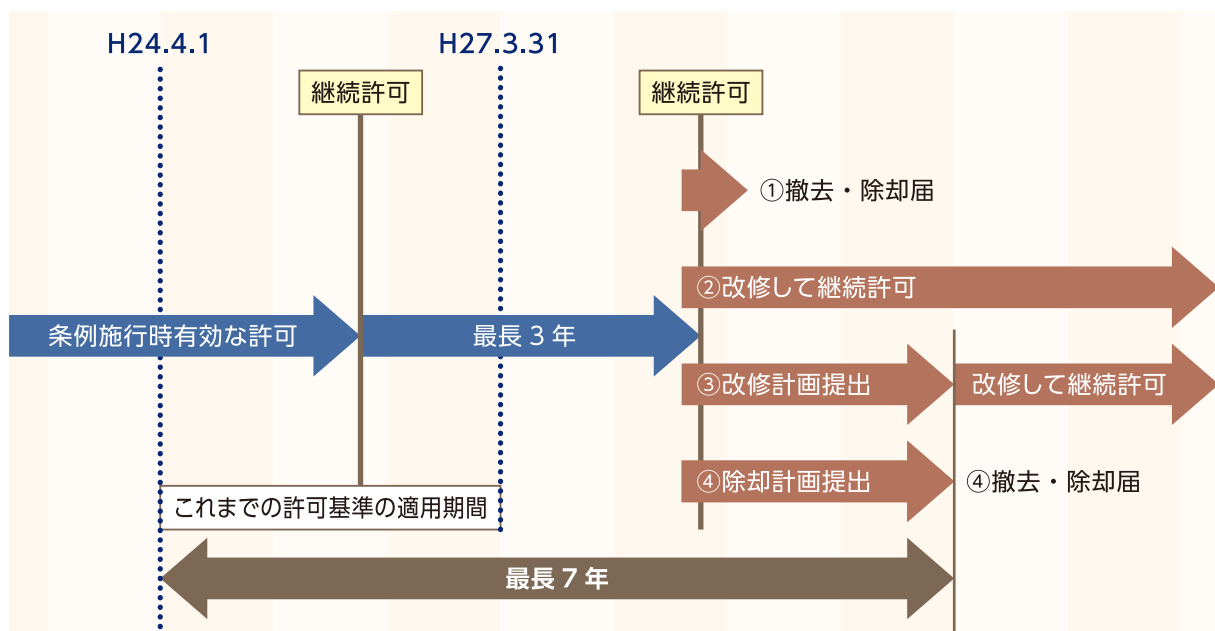 H24.4.1
H27.3.31
継続許可
継続許可
①撤去・除却届
②改修して継続許可
条例施行時有効な許可
最長３年
③改修計画提出
改修して継続許可
④除却計画提出
④撤去・除却届
これまでの許可基準の適用期間
最長７年